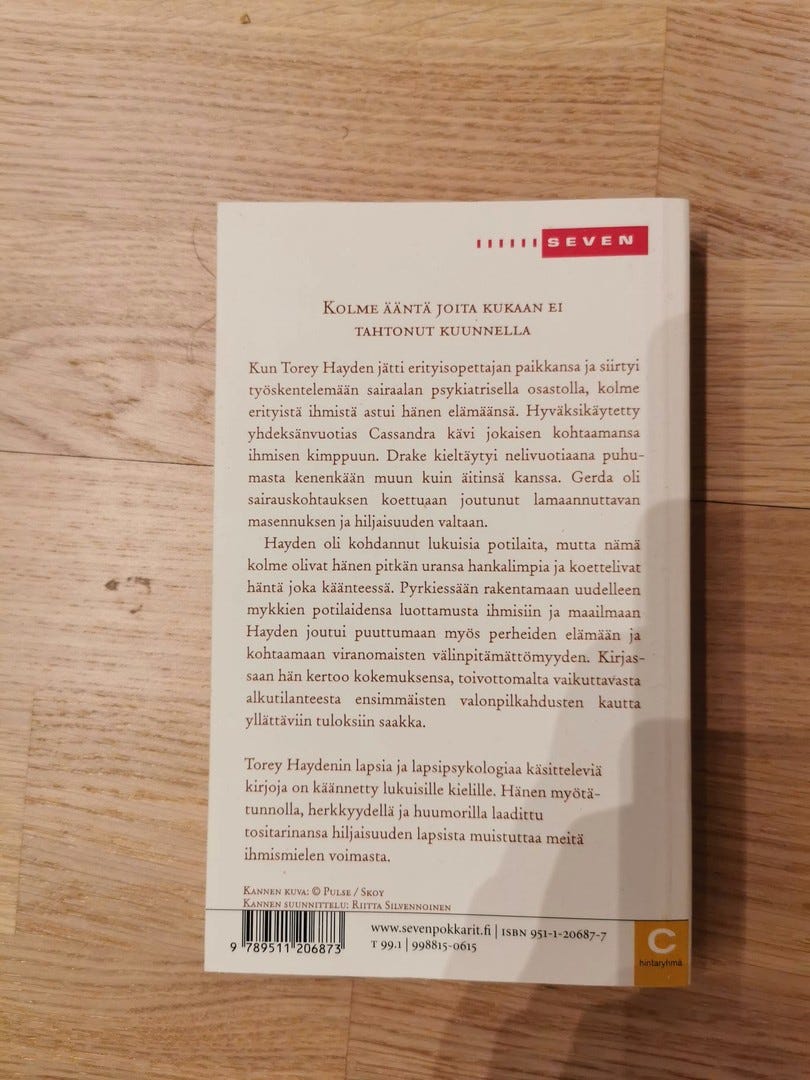 SEVEN
KOLME ÄÄNTÄ JOITA KUKAAN EI
TAHTONUT KUUNNELLA
Kun Torey Hayden jätti erityisopettajan paikkansa ja siirtyi
työskentelemään sairaalan psykiatrisella osastolla, kolme
erityistä ihmistä astui hänen elämäänsä. Hyväksikäytetty
yhdeksänvuotias Cassandra kävi jokaisen kohtaamansa
ihmisen kimppuun. Drake kieltäytyi nelivuotiaana puhu-
masta kenenkään muun kuin äitinsä kanssa. Gerda oli
sairauskohtauksen koettuaan joutunut lamaannuttavan
masennuksen ja hiljaisuuden valtaan.
Hayden oli kohdannut lukuisia potilaita, mutta nämä
kolme olivat hänen pitkän uransa hankalimpia ja koettelivat
häntä joka käänteessä. Pyrkiessään rakentamaan uudelleen
mykkien potilaidensa luottamusta ihmisiin ja maailmaan
Hayden joutui puuttumaan myös perheiden elämään ja
kohtaamaan viranomaisten välinpitämättömyyden. Kirjas-
saan hän kertoo kokemuksensa, toivottomalta vaikuttavasta
alkutilanteesta ensimmäisten valonpilkahdusten kautta
yllättäviin tuloksiin saakka.
Torey Haydenin lapsia ja lapsipsykologiaa käsitteleviä
kirjoja on käännetty lukuisille kielille. Hänen myötä-
tunnolla, herkkyydellä ja huumorilla laadittu
tositarinansa hiljaisuuden lapsista muistuttaa meitä
ihmismielen voimasta.
KANNEN KUVA: © PULSE / SKOY
KANNEN SUUNNITTELU: RIITTA SILVENNOINEN
www.sevenpokkarit.fi | ISBN 951-1-20687-7
T 99.1 | 998815-0615
9 789511 206873
C
hintaryhmä